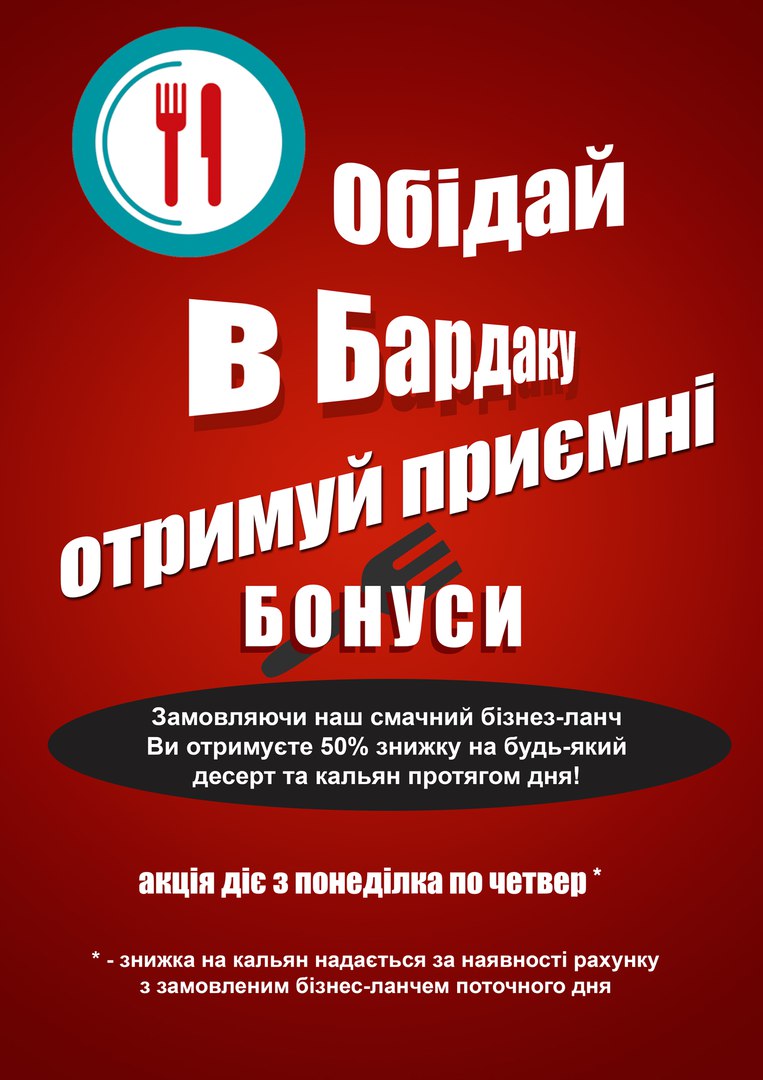 Обідай
в Бардаку
отримуй приємні
БОНУСИ
Замовляючи наш смачний бізнез-ланч
Ви отримуєте 50% знижку на будь-який
десерт та кальян протягом дня!
акція діє з понеділка по четвер *
* - знижка на кальян надається за наявності рахунку
з замовленим бізнес-ланчем поточного дня